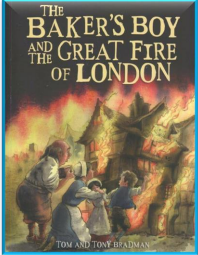 THE
BAKER'S BOY
AND THE GREAT FIRE
OF LONDON
TOM AND TONY BRADMAN